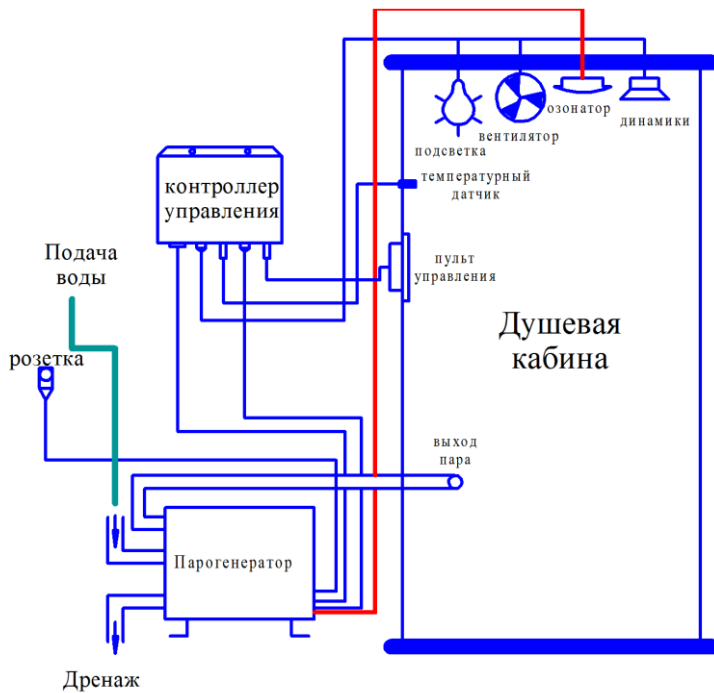 озонатор
динамики
вентилятор
подсветка
температурный
датчик
контроллер
управления
пульт
управления
Подача
воды
Душевая
кабина
розетка
выход
пара
Парогенератор
Дренаж